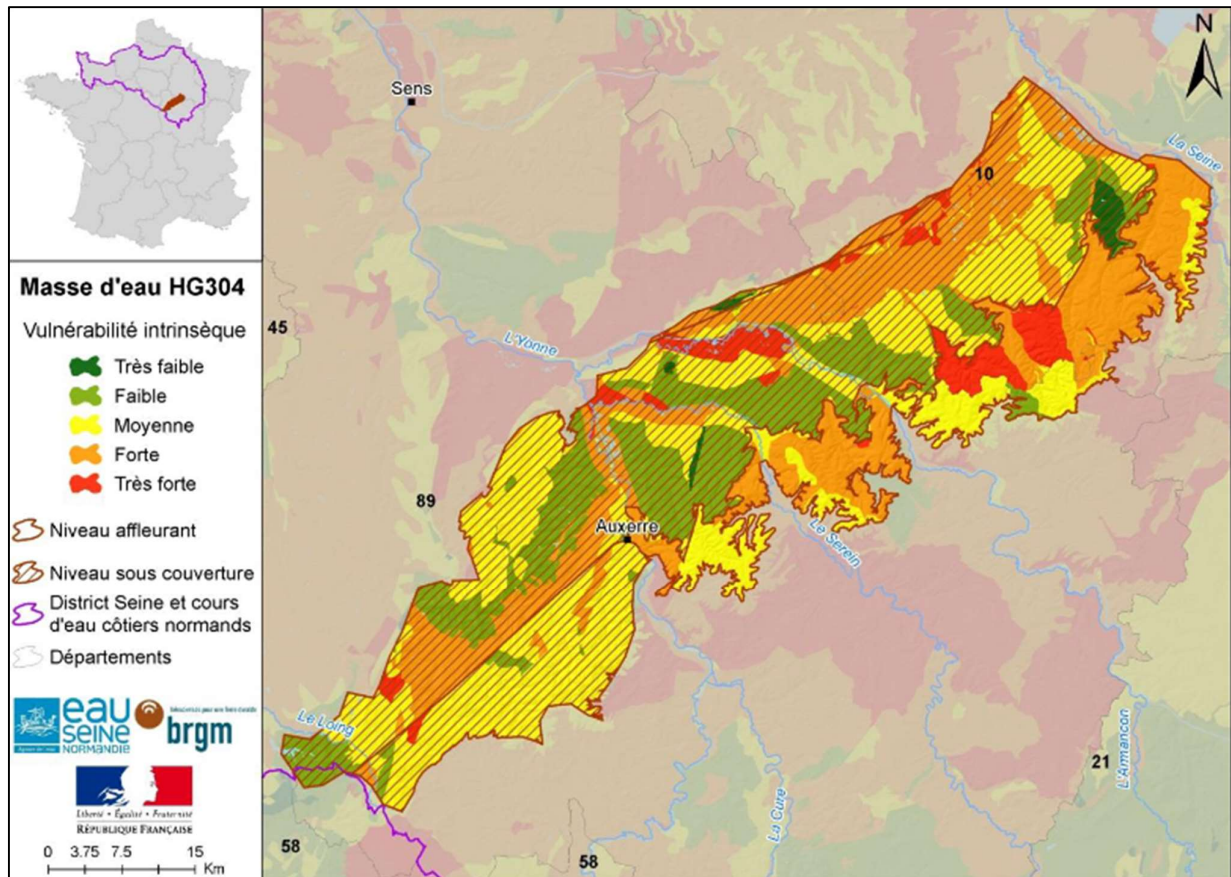 Masse d'eau HG304
Vulnérabilité intrinsèque
Très faible
Faible
Moyenne
Forte
Très forte
Niveau affleurant
Niveau sous couverture
District Seine et cours
d'eau côtiers normands
Départements
eau
SEINE
NORMANDIE
brgm
Liberté • Égalité • Fraternité
RÉPUBLIQUE FRANÇAISE
0 3.75 7.5 15
Km
Sens
N
La Seine
10
45
L'Yonne
89
Auxerre
Le Serein
Le Loing
La Cure
L'Armancon
21
58
58